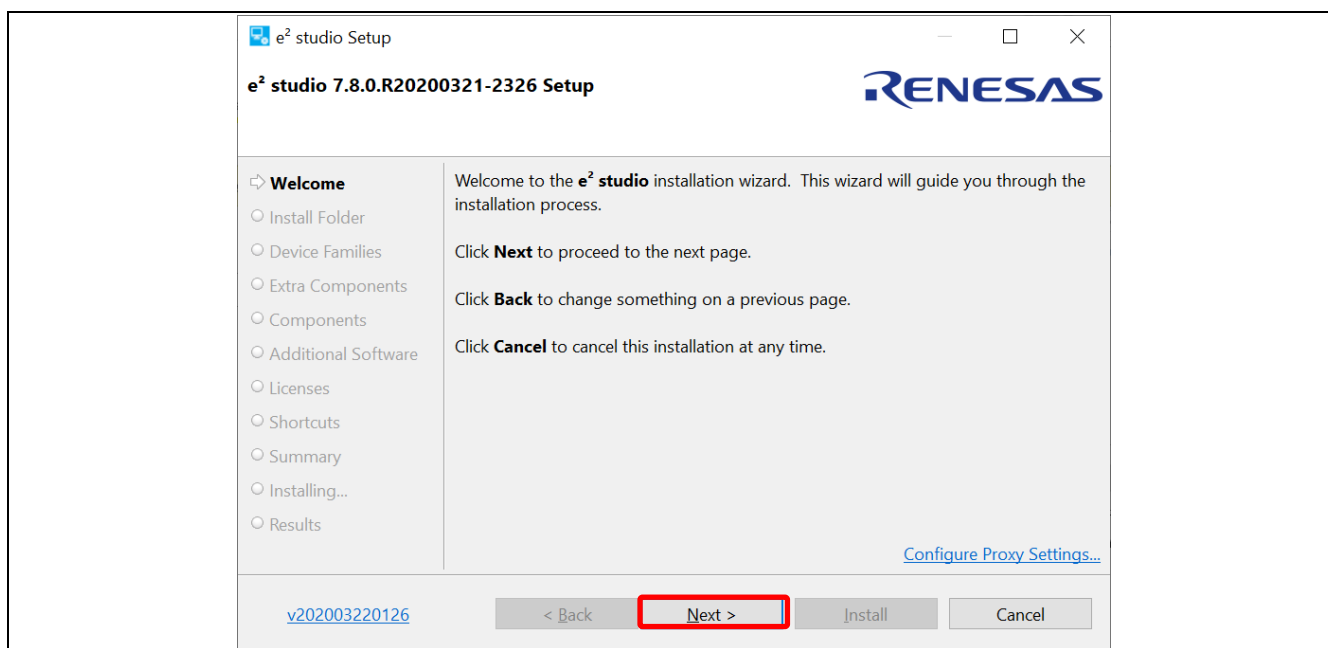 e² studio Setup
e² studio 7.8.0.R20200321-2326 Setup
RENESAS
Welcome
Install Folder
Device Families
Extra Components
Components
Additional Software
Licenses
Shortcuts
Summary
Installing...
Results
Welcome to the e² studio installation wizard. This wizard will guide you through the
installation process.
Click Next to proceed to the next page.
Click Back to change something on a previous page.
Click Cancel to cancel this installation at any time.
Configure Proxy Settings...
v202003220126
< Back
Next >
Install
Cancel